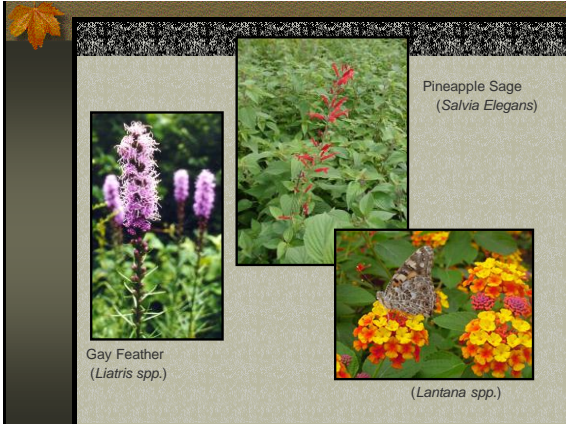 Pineapple Sage
(Salvia Elegans)
Gay Feather
(Liatris spp.)
(Lantana spp.)